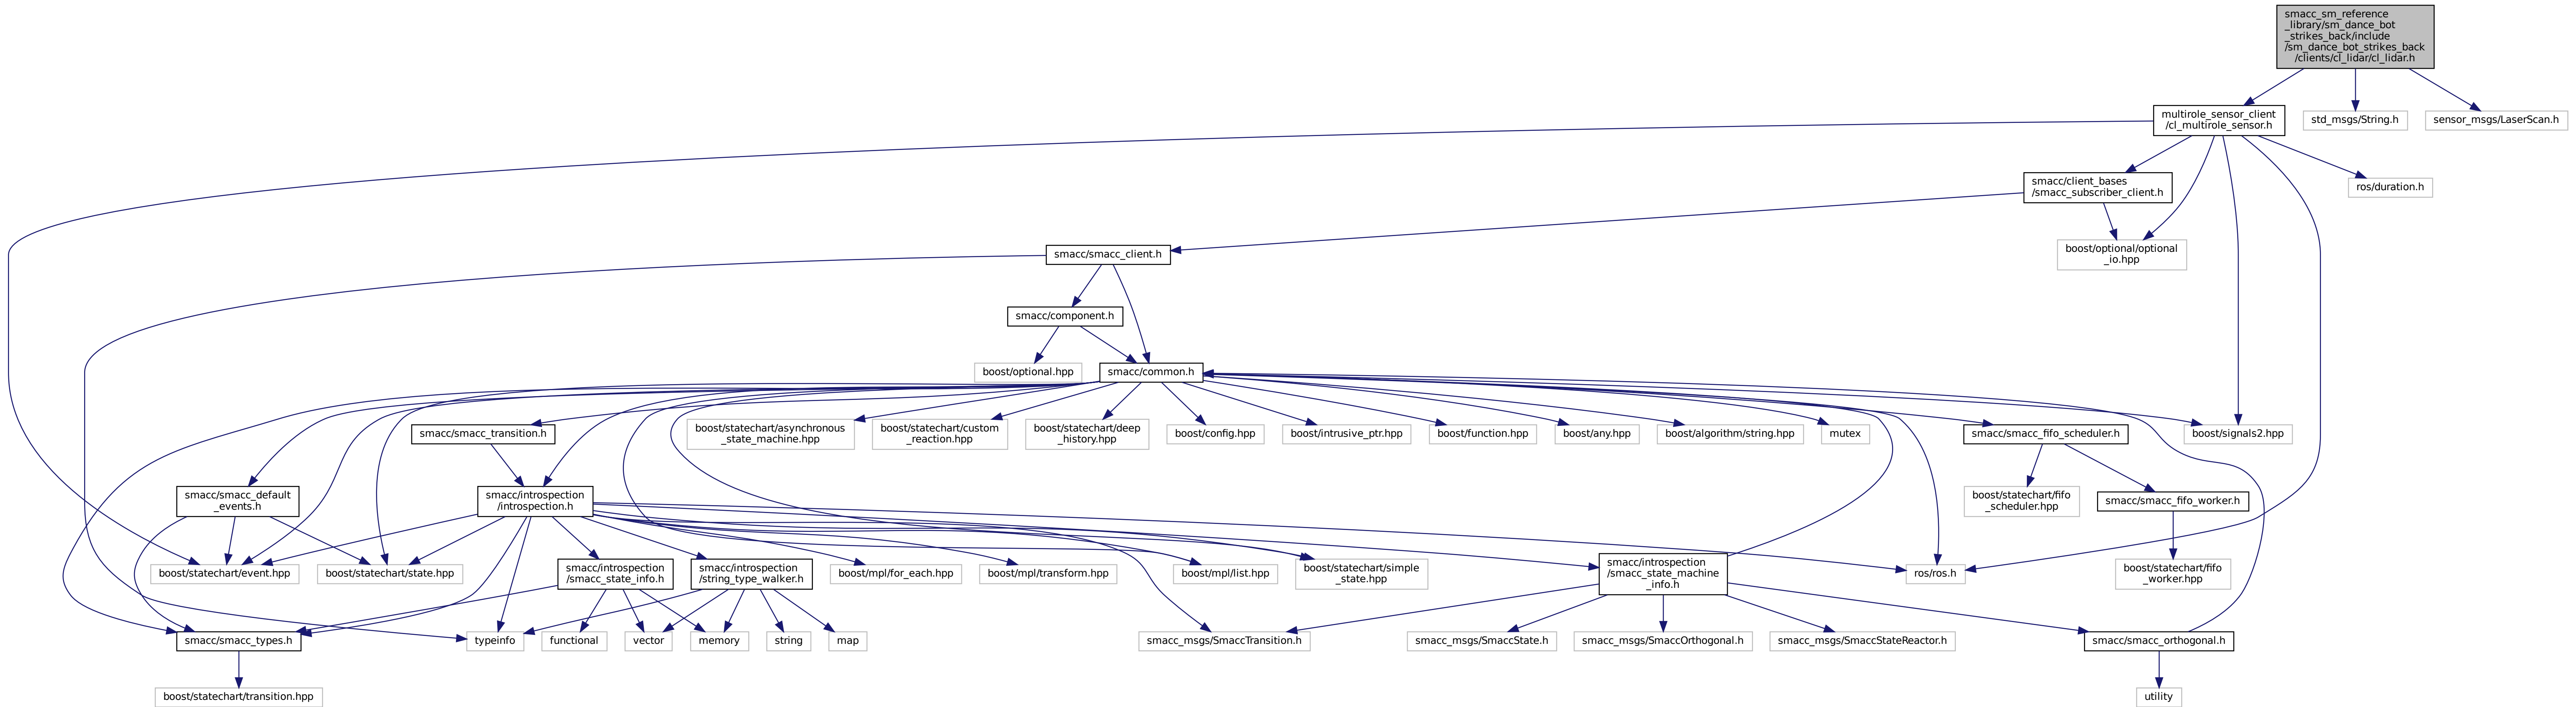 smacc_sm_reference
_library/sm_dance_bot
_strikes_back/include
/sm_dance_bot_strikes_back
/clients/cl_lidar/cl_lidar.h
multirole_sensor_client
/cl_multirole_sensor.h
std_msgs/String.h
sensor_msgs/LaserScan.h
smacc/client_bases
/smacc_subscriber_client.h
ros/duration.h
smacc/smacc_client.h
boost/optional/optional
_io.hpp
smacc/component.h
boost/optional.hpp
smacc/common.h
smacc/smacc_transition.h
boost/statechart/asynchronous
_state_machine.hpp
boost/statechart/custom
_reaction.hpp
boost/statechart/deep
_history.hpp
boost/config.hpp
boost/intrusive_ptr.hpp
boost/function.hpp
boost/any.hpp
boost/algorithm/string.hpp
mutex
smacc/smacc_fifo_scheduler.h
boost/signals2.hpp
smacc/smacc_default
_events.h
smacc/introspection
/introspection.h
boost/statechart/fifo
_scheduler.hpp
smacc/smacc_fifo_worker.h
boost/statechart/event.hpp
boost/statechart/state.hpp
smacc/introspection
/smacc_state_info.h
smacc/introspection
/string_type_walker.h
boost/mpl/for_each.hpp
boost/mpl/transform.hpp
boost/mpl/list.hpp
boost/statechart/simple
_state.hpp
smacc/introspection
/smacc_state_machine
_info.h
ros/ros.h
boost/statechart/fifo
_worker.hpp
smacc/smacc_types.h
typeinfo
functional
vector
memory
string
map
smacc_msgs/SmaccTransition.h
smacc_msgs/SmaccState.h
smacc_msgs/SmaccOrthogonal.h
smacc_msgs/SmaccStateReactor.h
smacc/smacc_orthogonal.h
boost/statechart/transition.hpp
utility